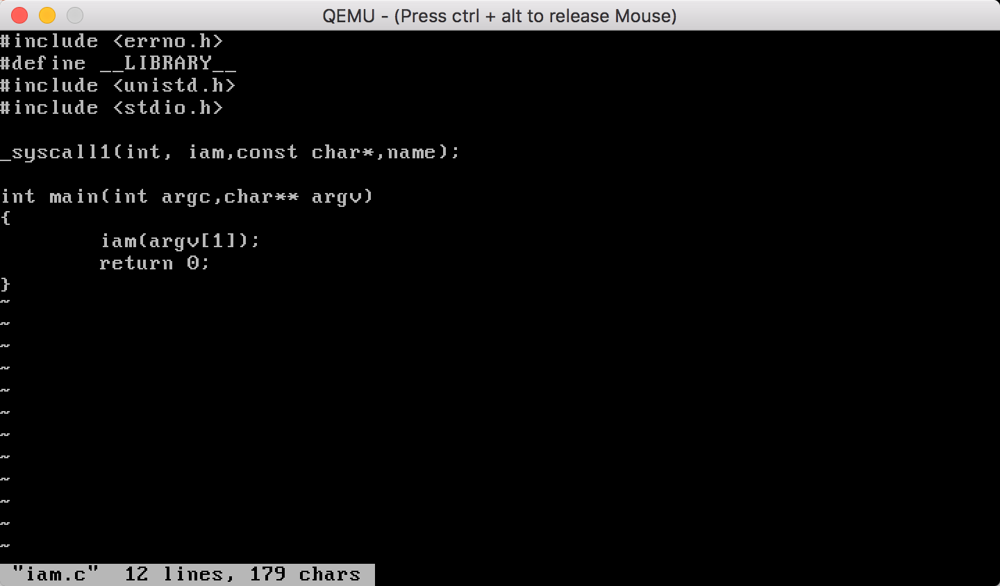 QEMU - (Press ctrl + alt to release Mouse)
#include <errno.h>
#define __LIBRARY__
#include <unistd.h>
#include <stdio.h>
_syscall1(int, iam,const char*,name);
int main(int argc,char** argv)
{
        iam(argv[1]);
        return 0;
}
~
~
~
~
~
~
~
~
~
~
~
~
"iam.c"  12 lines, 179 chars